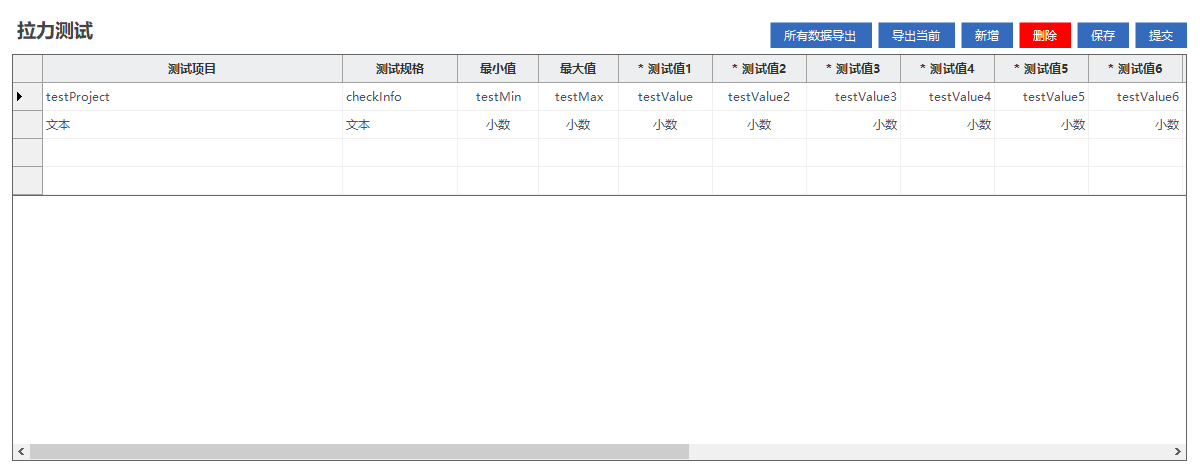 拉力测试
所有数据导出 导出当前 新增 删除 保存 提交
测试项目 测试规格 最小值 最大值 * 测试值1 * 测试值2 * 测试值3 * 测试值4 * 测试值5 * 测试值6
testProject checkInfo testMin testMax testValue testValue2 testValue3 testValue4 testValue5 testValue6
文本 文本 小数 小数 小数 小数 小数 小数 小数 小数